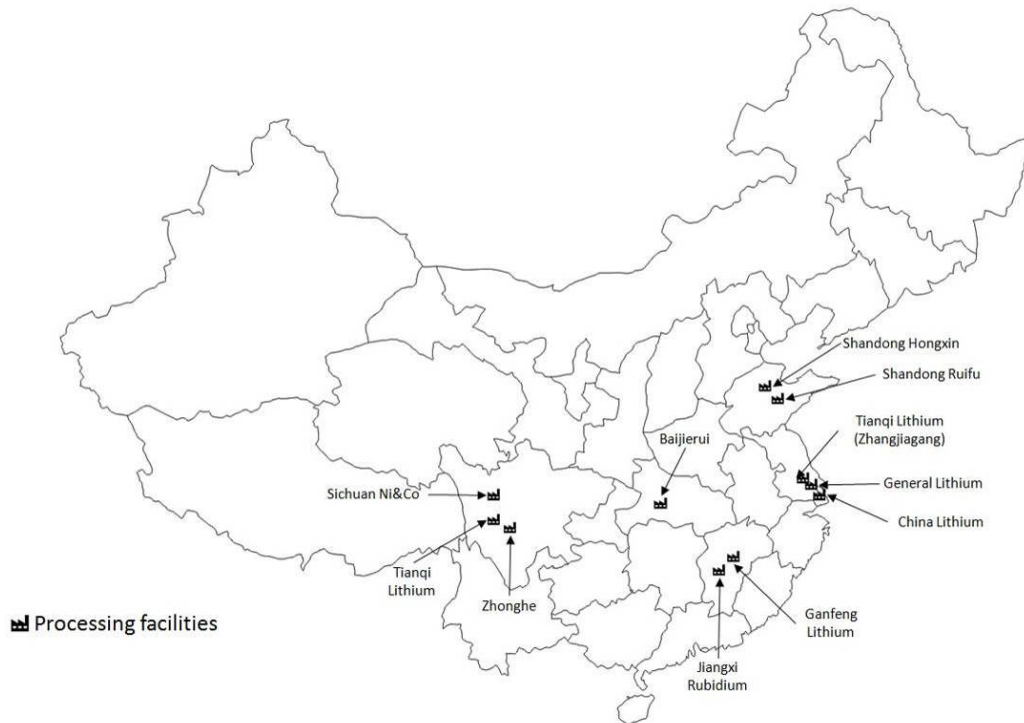 Shandong Hongxin
Shandong Ruifu
Tianqi Lithium
(Zhangjiagang)
Baijierui
General Lithium
Sichuan Ni&Co
China Lithium
Tianqi
Lithium
Zhonghe
Ganfeng
Lithium
Processing facilities
Jiangxi
Rubidium